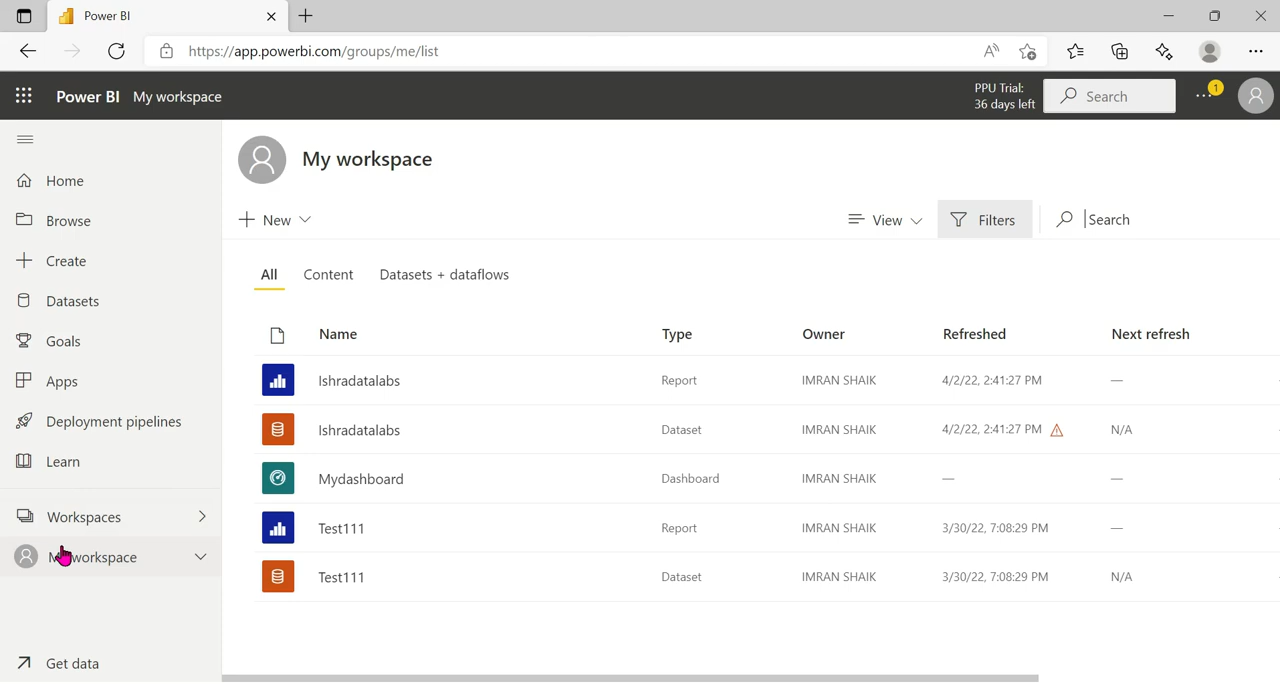 Power BI
https://app.powerbi.com/groups/me/list
Power BI My workspace
PPU Trial:
36 days left
Search
1
Home
Browse
Create
Datasets
Goals
Apps
Deployment pipelines
Learn
Workspaces
My workspace
Get data
My workspace
New
View
Filters
Search
All Content Datasets + dataflows
Name Type Owner Refreshed Next refresh
Ishradatalabs Report IMRAN SHAIK 4/2/22, 2:41:27 PM —
Ishradatalabs Dataset IMRAN SHAIK 4/2/22, 2:41:27 PM N/A
Mydashboard Dashboard IMRAN SHAIK — —
Test111 Report IMRAN SHAIK 3/30/22, 7:08:29 PM —
Test111 Dataset IMRAN SHAIK 3/30/22, 7:08:29 PM N/A